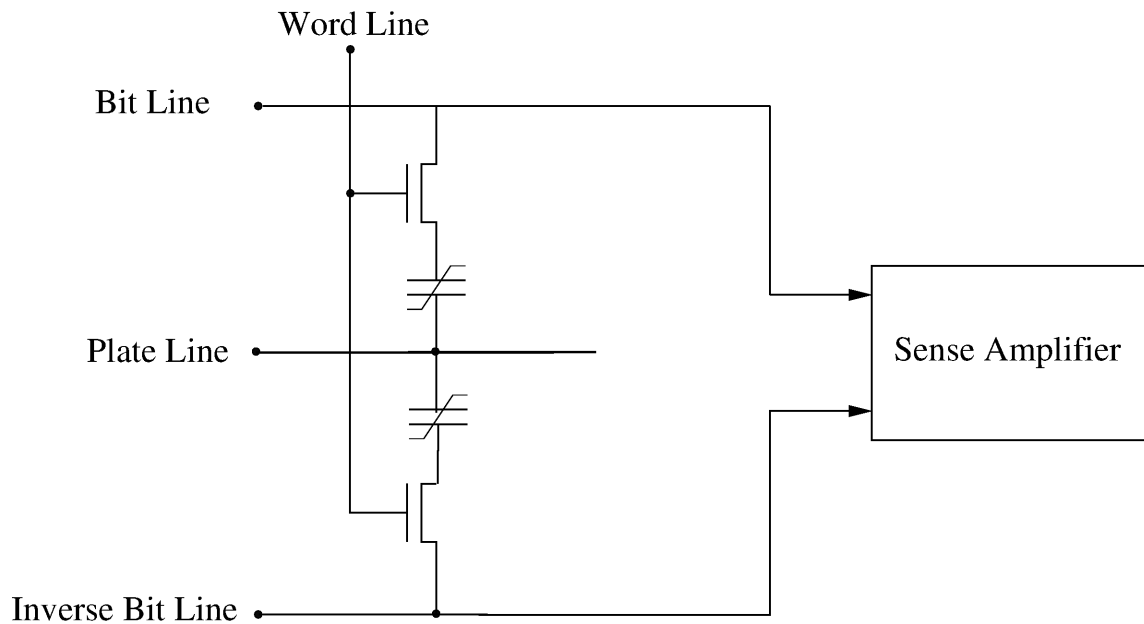 Word Line
Bit Line
Plate Line
Sense Amplifier
Inverse Bit Line